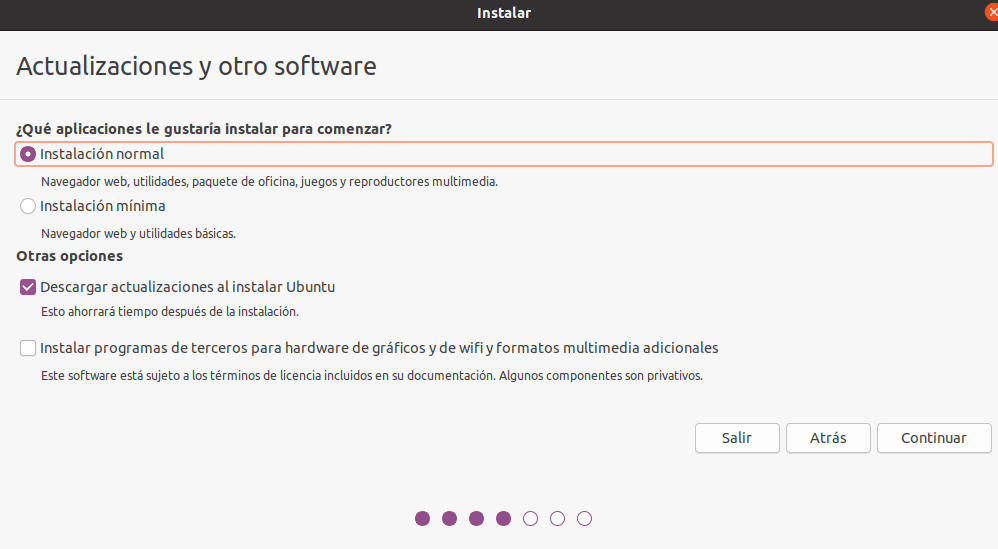 Instalar
Actualizaciones y otro software
¿Qué aplicaciones le gustaría instalar para comenzar?
Instalación normal
Navegador web, utilidades, paquete de oficina, juegos y reproductores multimedia.
Instalación mínima
Navegador web y utilidades básicas.
Otras opciones
Descargar actualizaciones al instalar Ubuntu
Esto ahorrará tiempo después de la instalación.
Instalar programas de terceros para hardware de gráficos y de wifi y formatos multimedia adicionales
Este software está sujeto a los términos de licencia incluidos en su documentación. Algunos componentes son privativos.
Salir
Atrás
Continuar